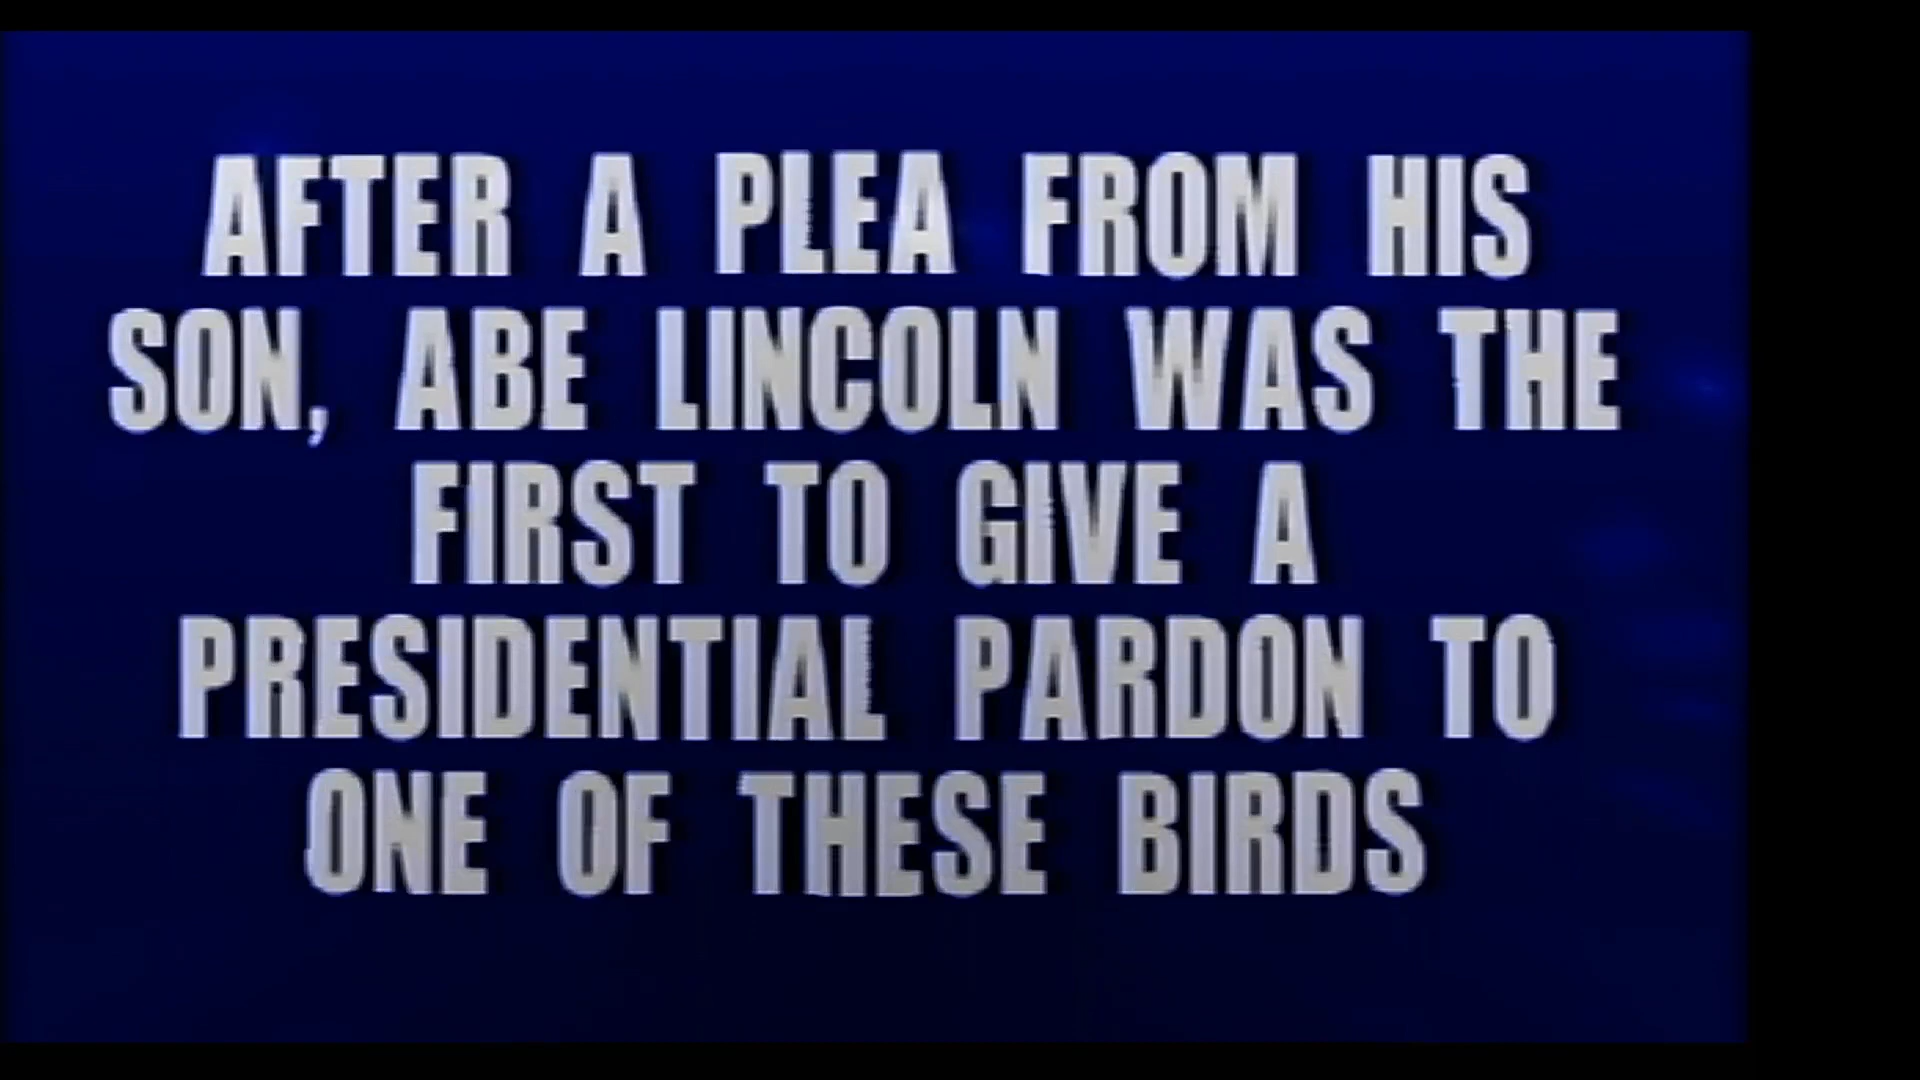 AFTER A PLEA FROM HIS
SON, ABE LINCOLN WAS THE
FIRST TO GIVE A
PRESIDENTIAL PARDON TO
ONE OF THESE BIRDS